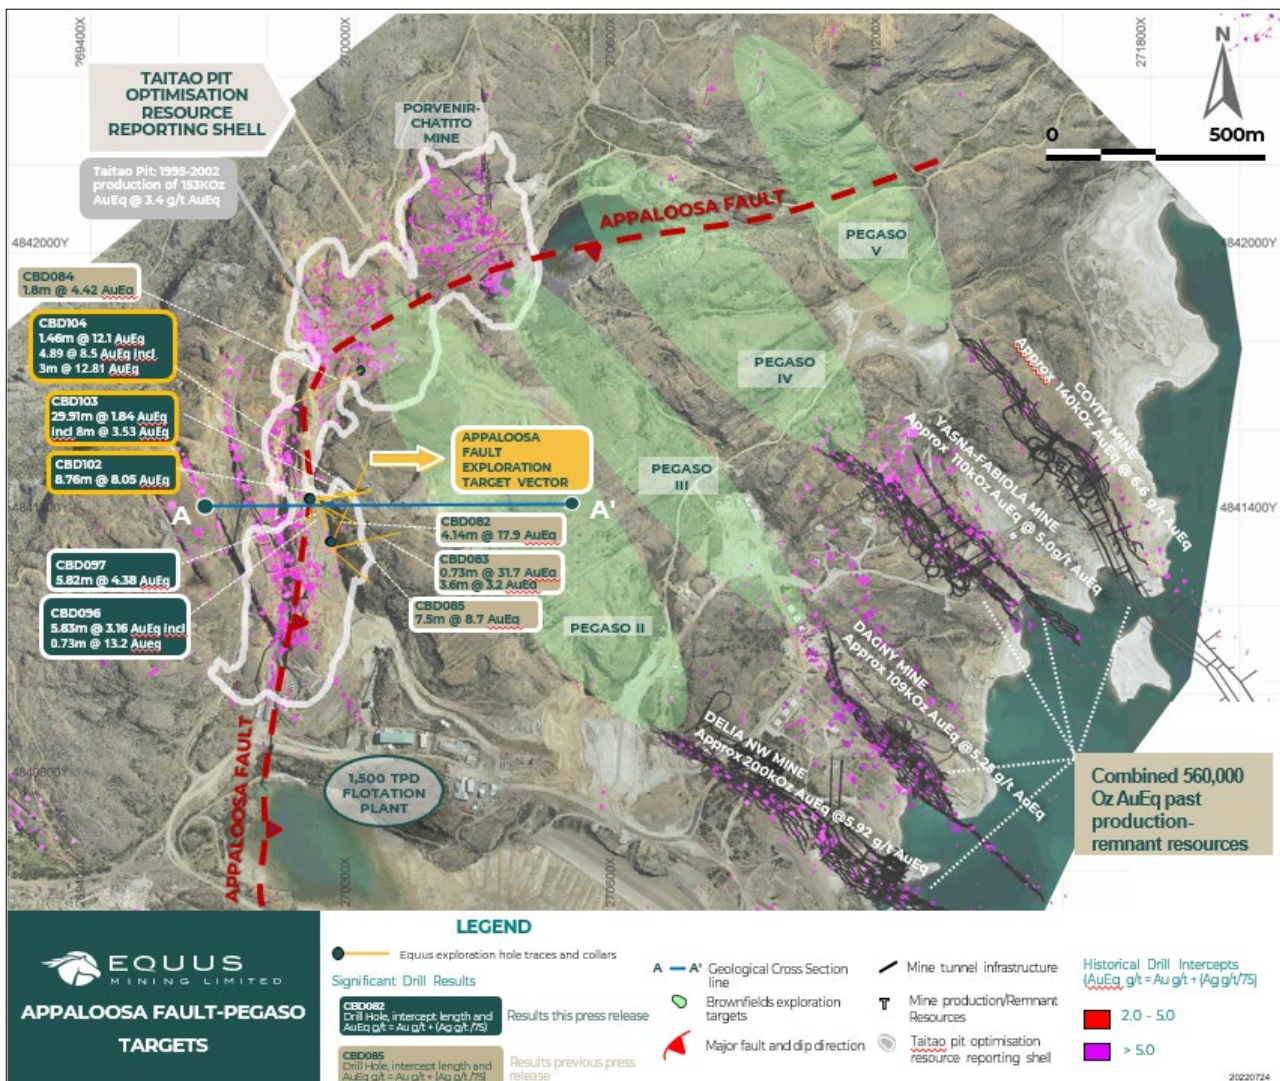 269400X
270000X
270600X
271200X
271800X
N
0 500m
TAITAO PIT
OPTIMISATION
RESOURCE
REPORTING SHELL
Taitao Pit: 1995-2002
production of 153KOz
AuEq @ 3.4 g/t AuEq
PORVENIR-
CHATITO
MINE
APPALOOSA FAULT
4842000Y
4842000Y
PEGASO
V
CBD084
1.8m @ 4.42 AuEq
CBD104
1.46m @ 12.1 AuEq
4.89 @ 8.5 AuEq incl
3m @ 12.81 AuEq
CBD103
29.91m @ 1.84 AuEq
incl 8m @ 3.53 AuEq
CBD102
8.76m @ 8.05 AuEq
APPALOOSA
FAULT
EXPLORATION
TARGET VECTOR
PEGASO
IV
PEGASO
III
COYITA MINE
Approx 140kOz AuEq @ 6.6 g/t AuEq
YASNA-FABIOLA MINE
Approx 110kOz AuEq @ 5.0g/t AuEq
A
A'
4841400Y
CBD082
4.14m @ 17.9 AuEq
CBD083
0.73m @ 31.7 AuEq
3.6m @ 3.2 AuEq
CBD085
7.5m @ 8.7 AuEq
CBD097
5.82m @ 4.38 AuEq
CBD096
5.83m @ 3.16 AuEq incl
0.73m @ 13.2 Aueq
PEGASO II
DAGNY MINE
Approx 109kOz AuEq @5.28 g/t AuEq
DELIA NW MINE
Approx 200kOz AuEq @5.92 g/t AuEq
APPALOOSA FAULT
4840800Y
1,500 TPD
FLOTATION
PLANT
Combined 560,000
Oz AuEq past
production-
remnant resources
269400X
270000X
270600X
EQUUS
MINING LIMITED
APPALOOSA FAULT-PEGASO
TARGETS
LEGEND
Equus exploration hole traces and collars
Significant Drill Results
CBD082
Drill Hole, intercept length and
AuEq g/t = Au g/t + (Ag g/t /75)
Results this press release
CBD085
Drill Hole, intercept length and
AuEq g/t = Au g/t + (Ag g/t /75)
Results previous press
release
A A' Geological Cross Section
line
Brownfields exploration
targets
Major fault and dip direction
Mine tunnel infrastructure
T Mine production/Remnant
Resources
Taitao pit optimisation
resource reporting shell
Historical Drill Intercepts
(AuEq g/t = Au g/t + (Ag g/t/75)
2.0 - 5.0
> 5.0
20220724